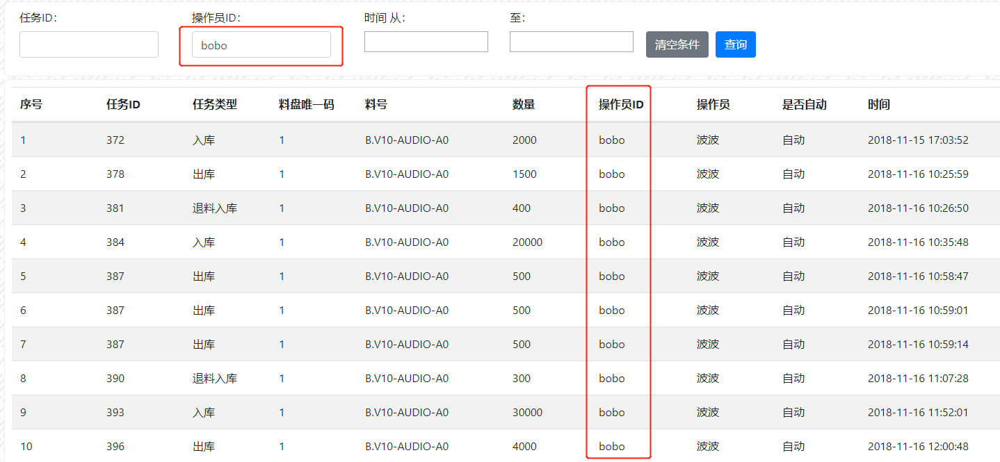 任务ID: 操作员ID: 时间 从: 至:
bobo 清空条件 查询
序号 任务ID 任务类型 料盘唯一码 料号 数量 操作员ID 操作员 是否自动 时间
1 372 入库 1 B.V10-AUDIO-A0 2000 bobo 波波 自动 2018-11-15 17:03:52
2 378 出库 1 B.V10-AUDIO-A0 1500 bobo 波波 自动 2018-11-16 10:25:59
3 381 退料入库 1 B.V10-AUDIO-A0 400 bobo 波波 自动 2018-11-16 10:26:50
4 384 入库 1 B.V10-AUDIO-A0 20000 bobo 波波 自动 2018-11-16 10:35:48
5 387 出库 1 B.V10-AUDIO-A0 500 bobo 波波 自动 2018-11-16 10:58:47
6 387 出库 1 B.V10-AUDIO-A0 500 bobo 波波 自动 2018-11-16 10:59:01
7 387 出库 1 B.V10-AUDIO-A0 500 bobo 波波 自动 2018-11-16 10:59:14
8 390 退料入库 1 B.V10-AUDIO-A0 300 bobo 波波 自动 2018-11-16 11:07:28
9 393 入库 1 B.V10-AUDIO-A0 30000 bobo 波波 自动 2018-11-16 11:52:01
10 396 出库 1 B.V10-AUDIO-A0 4000 bobo 波波 自动 2018-11-16 12:00:48